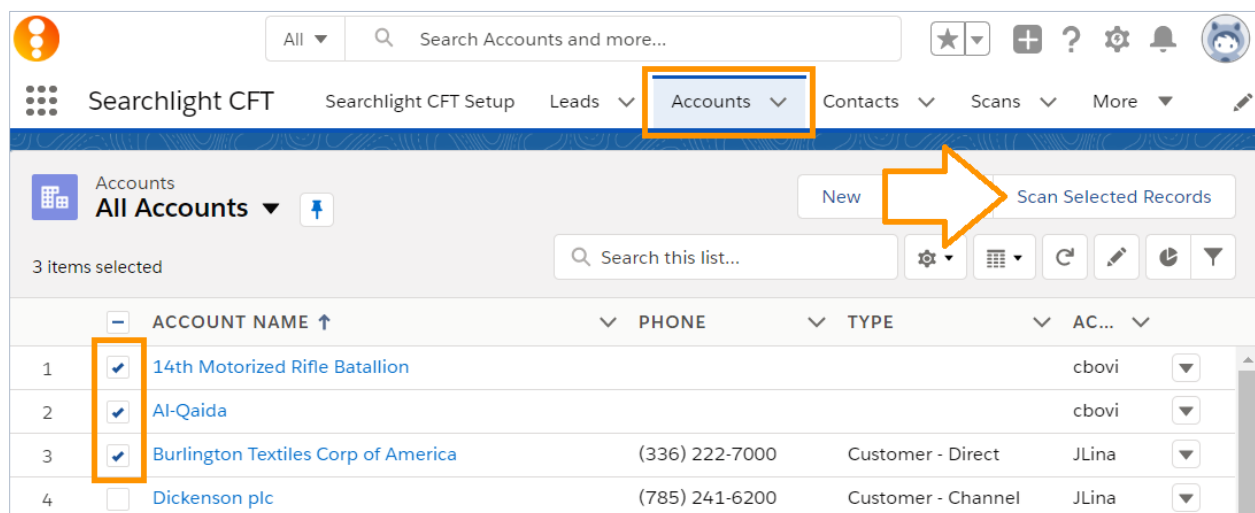 All Search Accounts and more...
Searchlight CFT Searchlight CFT Setup Leads Accounts Contacts Scans More
Accounts
All Accounts
New Scan Selected Records
3 items selected Search this list...
ACCOUNT NAME PHONE TYPE AC...
1 14th Motorized Rifle Batallion cbovi
2 Al-Qaida cbovi
3 Burlington Textiles Corp of America (336) 222-7000 Customer - Direct JLina
4 Dickenson plc (785) 241-6200 Customer - Channel JLina